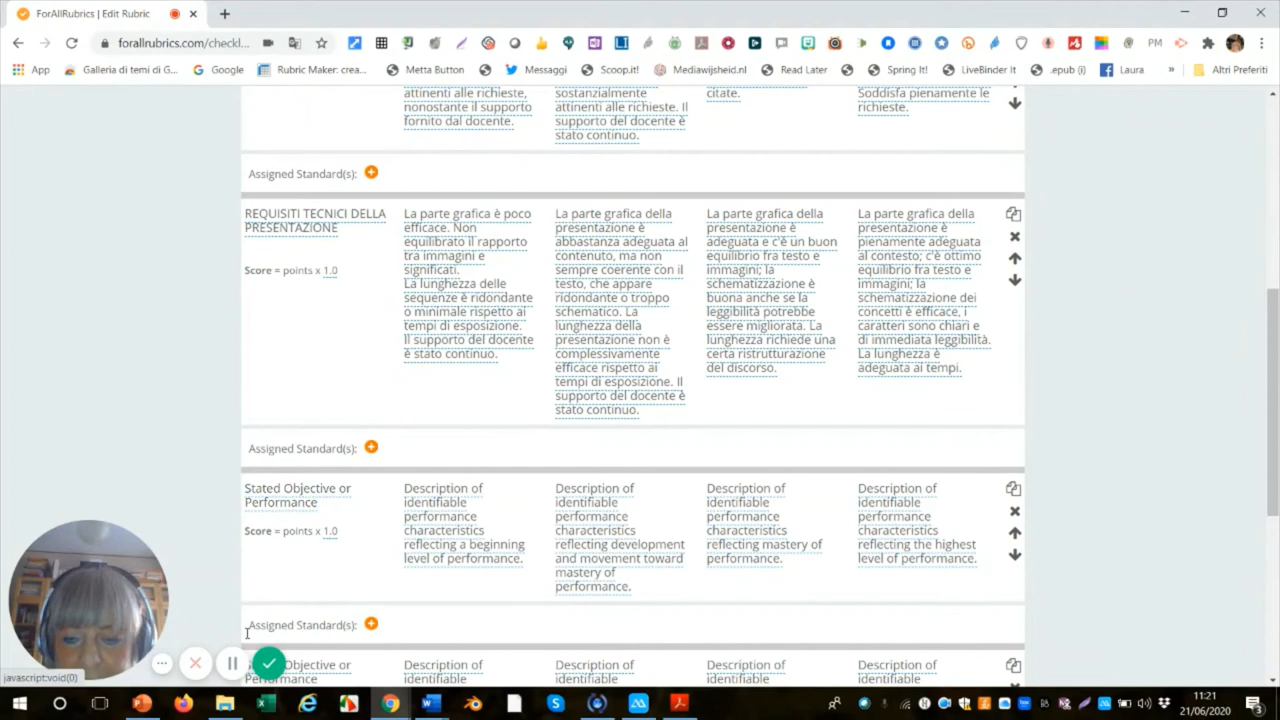 ForAllRubrics | Edit Rubric
forallrubrics.com/checkl...
PM
App
Galleria di temi di G...
Google
Rubric Maker: crea...
Metta Button
Messaggi
Scoop.it!
Mediawijsheid.nl
Read Later
Spring It!
LiveBinder It
.epub (i)
Laura
»
Altri Preferiti
attinenti alle richieste,
nonostante il supporto
fornito dal docente.
sostanzialmente
attinenti alle richieste. Il
supporto del docente è
stato continuo.
citate.
Soddisfa pienamente le
richieste.
Assigned Standard(s):
REQUISITI TECNICI DELLA
PRESENTAZIONE
Score = points x 1.0
La parte grafica è poco
efficace. Non
equilibrato il rapporto
tra immagini e
significati.
La lunghezza delle
sequenze è ridondante
o minimale rispetto ai
tempi di esposizione.
Il supporto del docente
è stato continuo.
La parte grafica della
presentazione è
abbastanza adeguata al
contenuto, ma non
sempre coerente con il
testo, che appare
ridondante o troppo
schematico. La
lunghezza della
presentazione non è
complessivamente
efficace rispetto ai
tempi di esposizione. Il
supporto del docente è
stato continuo.
La parte grafica della
presentazione è
adeguata e c'è un buon
equilibrio fra testo e
immagini; la
schematizzazione è
buona anche se la
leggibilità potrebbe
essere migliorata. La
lunghezza richiede una
certa ristrutturazione
del discorso.
La parte grafica della
presentazione è
pienamente adeguata
al contesto; c'è ottimo
equilibrio fra testo e
immagini; la
schematizzazione dei
concetti è efficace, i
caratteri sono chiari e
di immediata leggibilità.
La lunghezza è
adeguata ai tempi.
Assigned Standard(s):
Stated Objective or
Performance
Score = points x 1.0
Description of
identifiable
performance
characteristics
reflecting a beginning
level of performance.
Description of
identifiable
performance
characteristics
reflecting development
and movement toward
mastery of
performance.
Description of
identifiable
performance
characteristics
reflecting mastery of
performance.
Description of
identifiable
performance
characteristics
reflecting the highest
level of performance.
Assigned Standard(s):
Objective or
Performance
Description of
identifiable
Description of
identifiable
Description of
identifiable
Description of
identifiable
javascript:void(0)
11:21
21/06/2020
3